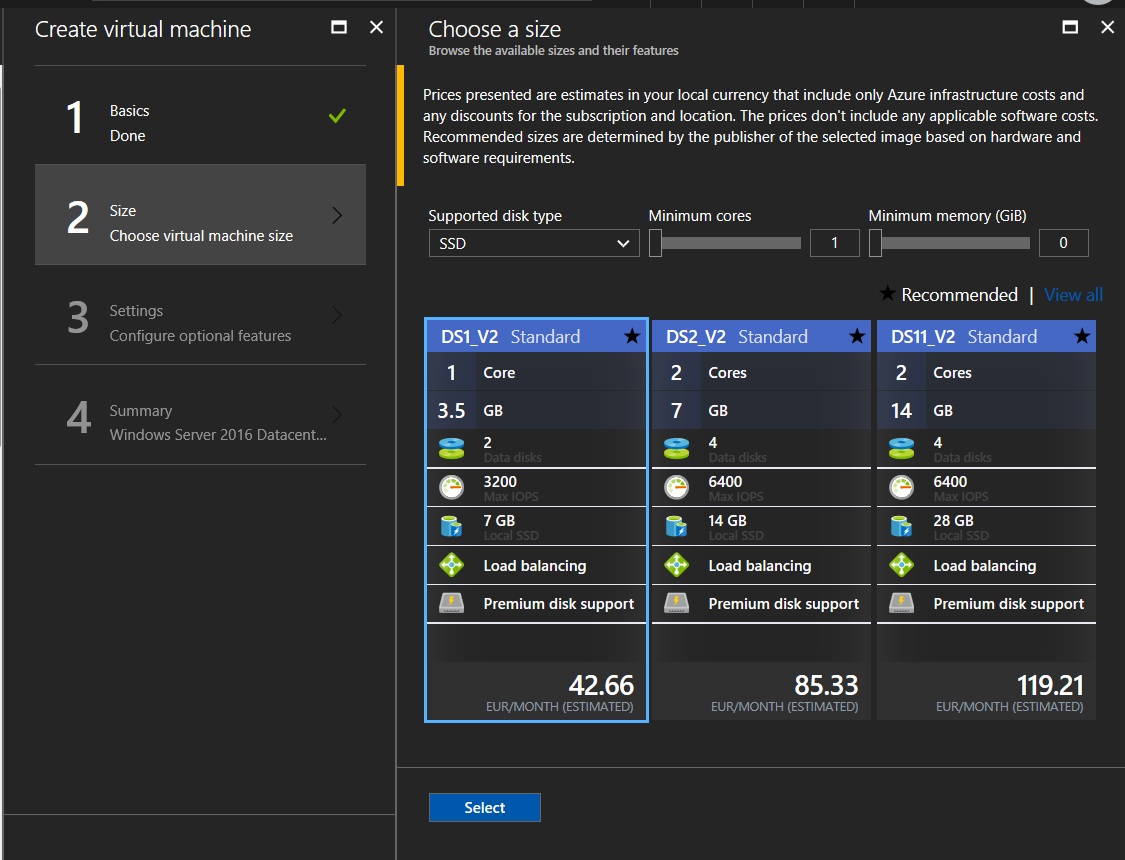 Create virtual machine
1
Basics
Done
2
Size
Choose virtual machine size
3
Settings
Configure optional features
4
Summary
Windows Server 2016 Datacent...
Choose a size
Browse the available sizes and their features
Prices presented are estimates in your local currency that include only Azure infrastructure costs and
any discounts for the subscription and location. The prices don't include any applicable software costs.
Recommended sizes are determined by the publisher of the selected image based on hardware and
software requirements.
Supported disk type
SSD
Minimum cores
1
Minimum memory (GiB)
0
★ Recommended | View all
DS1_V2 Standard ★
1 Core
3.5 GB
2
Data disks
3200
Max IOPS
7 GB
Local SSD
Load balancing
Premium disk support
42.66
EUR/MONTH (ESTIMATED)
DS2_V2 Standard ★
2 Cores
7 GB
4
Data disks
6400
Max IOPS
14 GB
Local SSD
Load balancing
Premium disk support
85.33
EUR/MONTH (ESTIMATED)
DS11_V2 Standard ★
2 Cores
14 GB
4
Data disks
6400
Max IOPS
28 GB
Local SSD
Load balancing
Premium disk support
119.21
EUR/MONTH (ESTIMATED)
Select